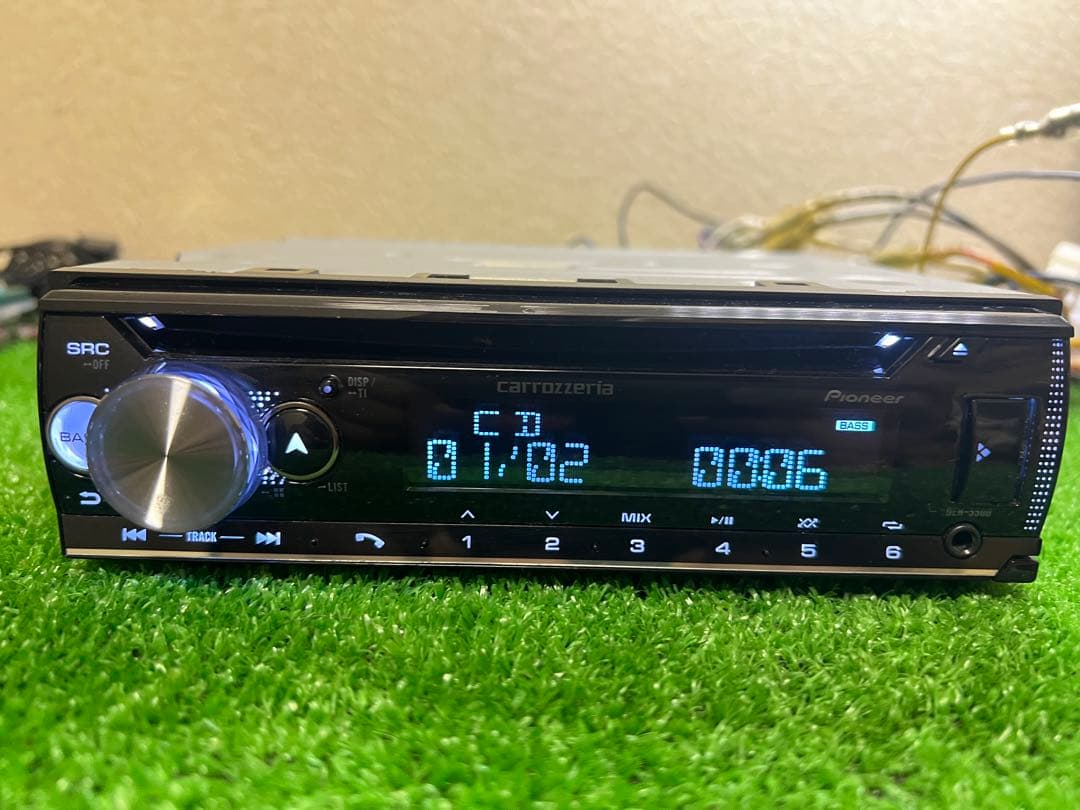 SRC
OFF
DISP /
TI
carrozzeria
Pioneer
BASS
CD
01/02
0006
LIST
TRACK
MIX
1 2 3 4 5 6